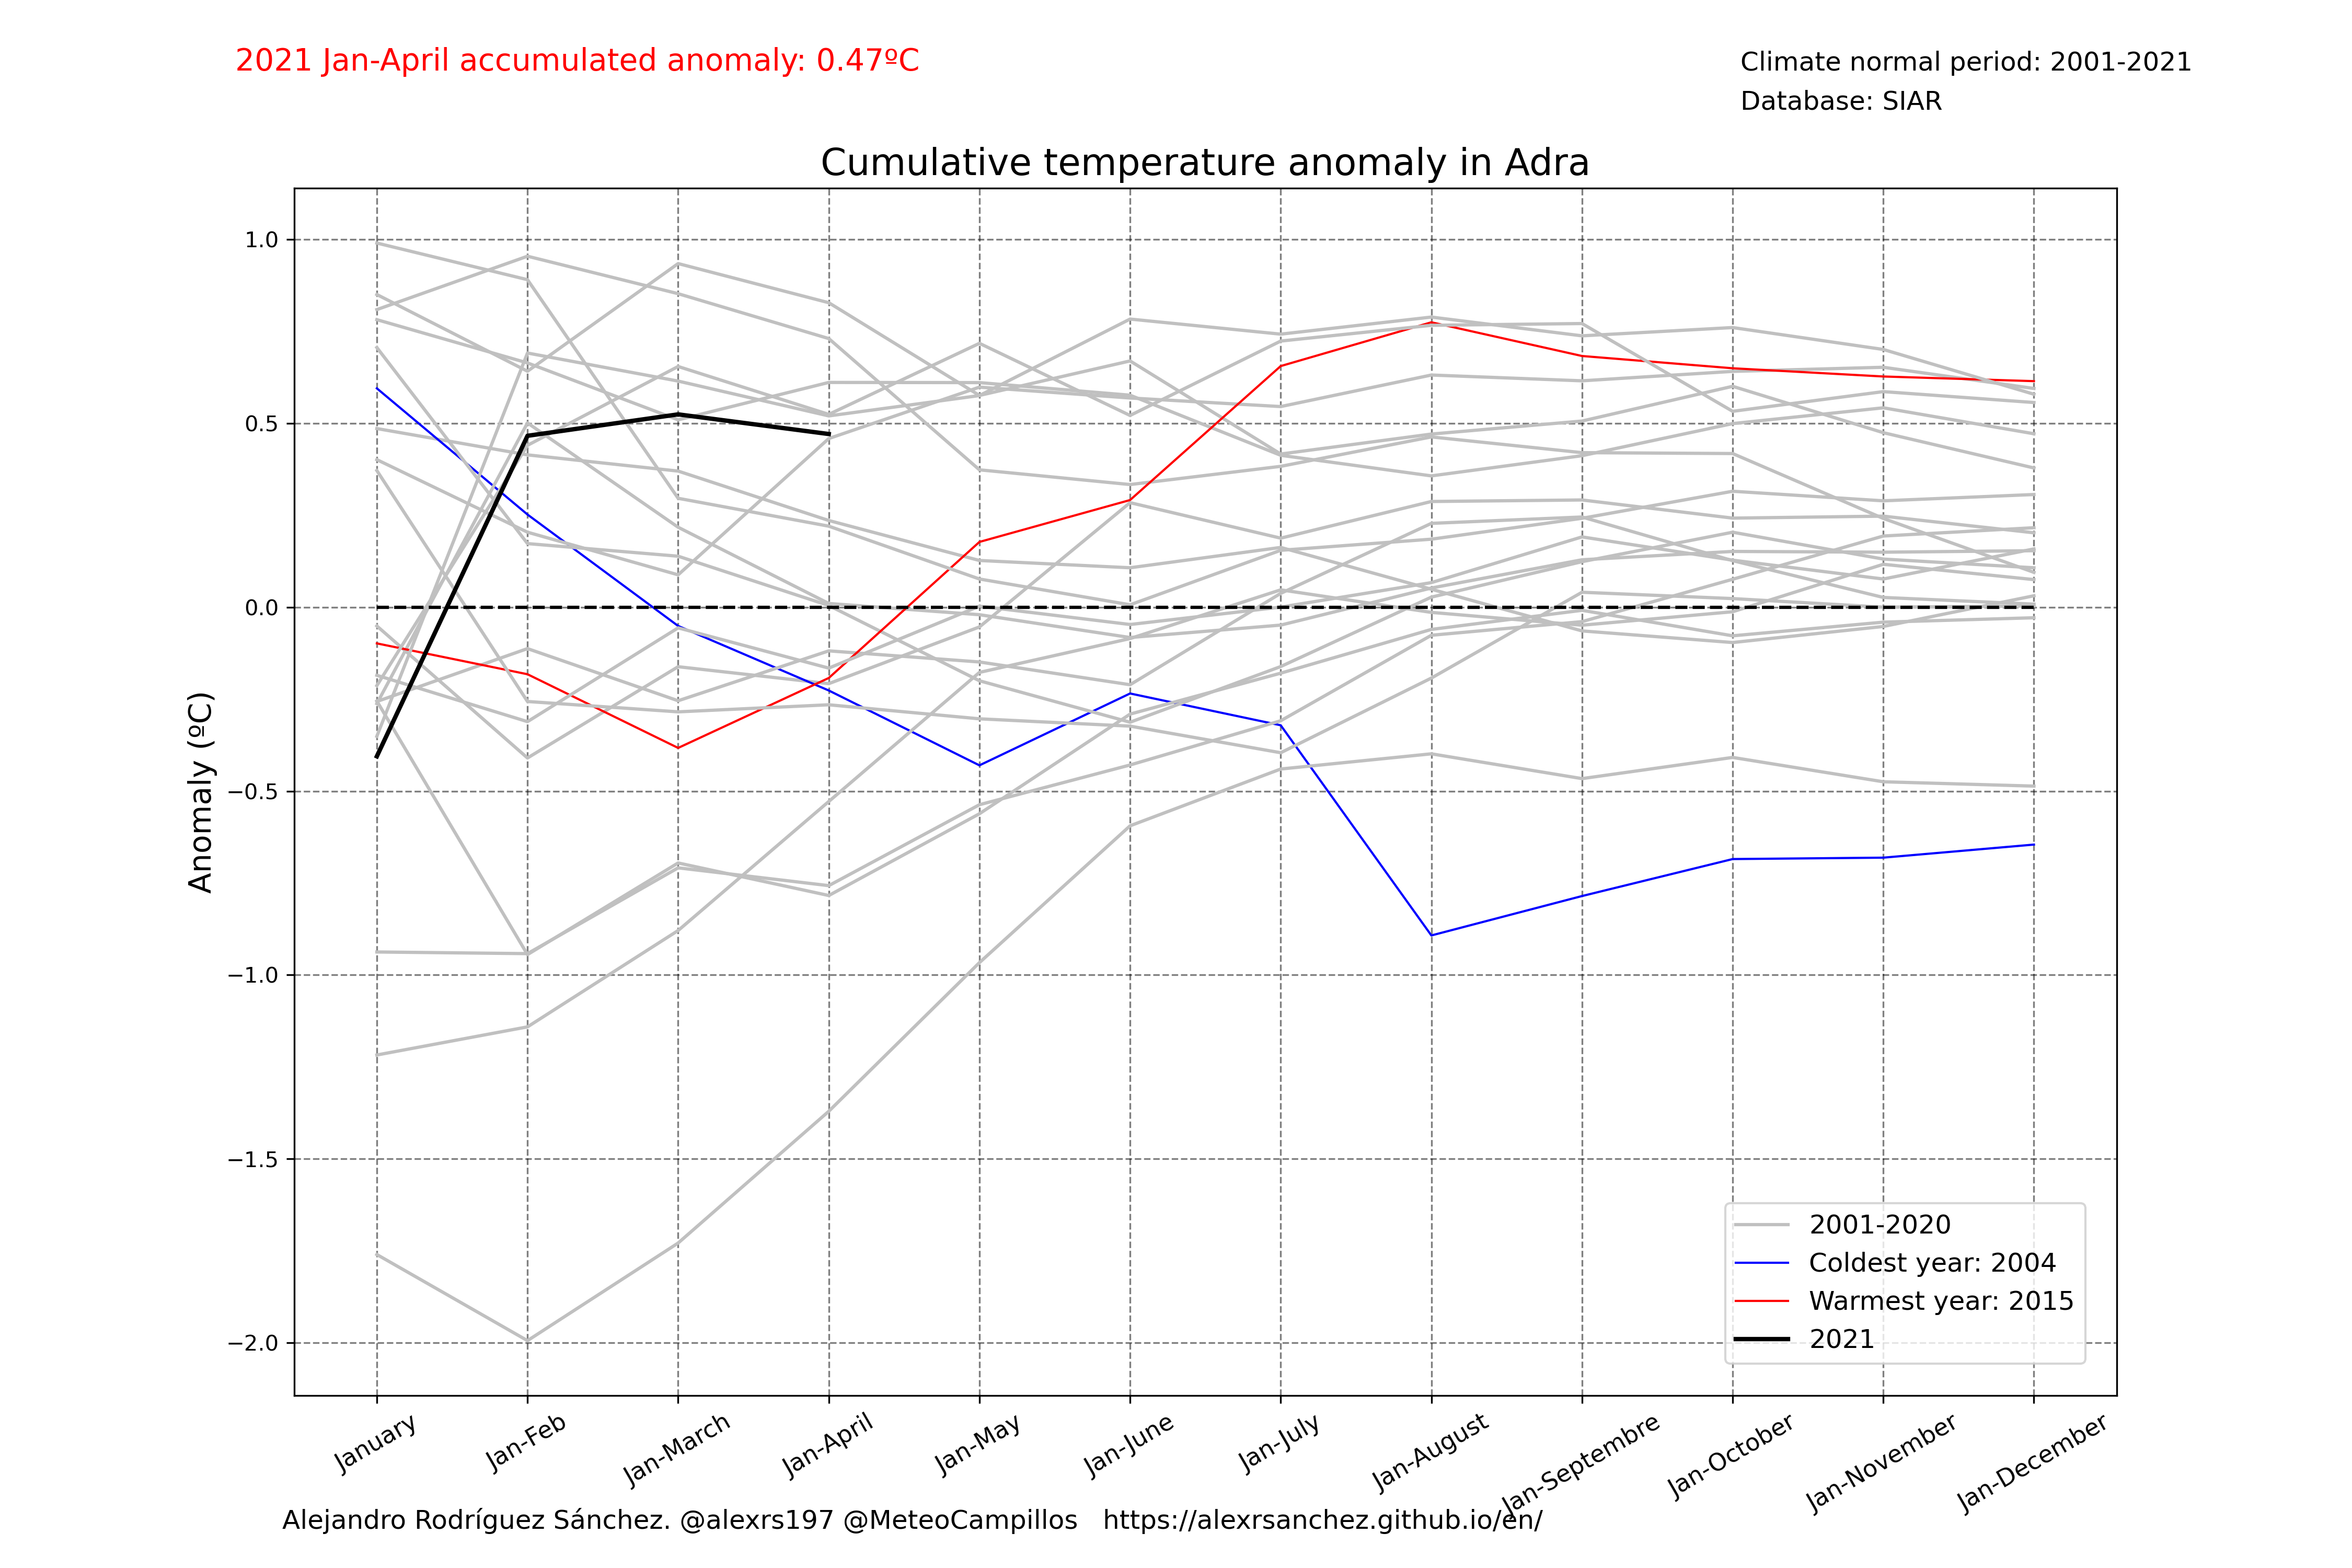 2021 Jan-April accumulated anomaly: 0.47ºC
Climate normal period: 2001-2021
Database: SIAR
Cumulative temperature anomaly in Adra
Anomaly (ºC)
1.0
0.5
0.0
−0.5
−1.0
−1.5
−2.0
2001-2020
Coldest year: 2004
Warmest year: 2015
2021
January
Jan-Feb
Jan-March
Jan-April
Jan-May
Jan-June
Jan-July
Jan-August
Jan-Septembre
Jan-October
Jan-November
Jan-December
Alejandro Rodríguez Sánchez. @alexrs197 @MeteoCampillos https://alexrsanchez.github.io/en/